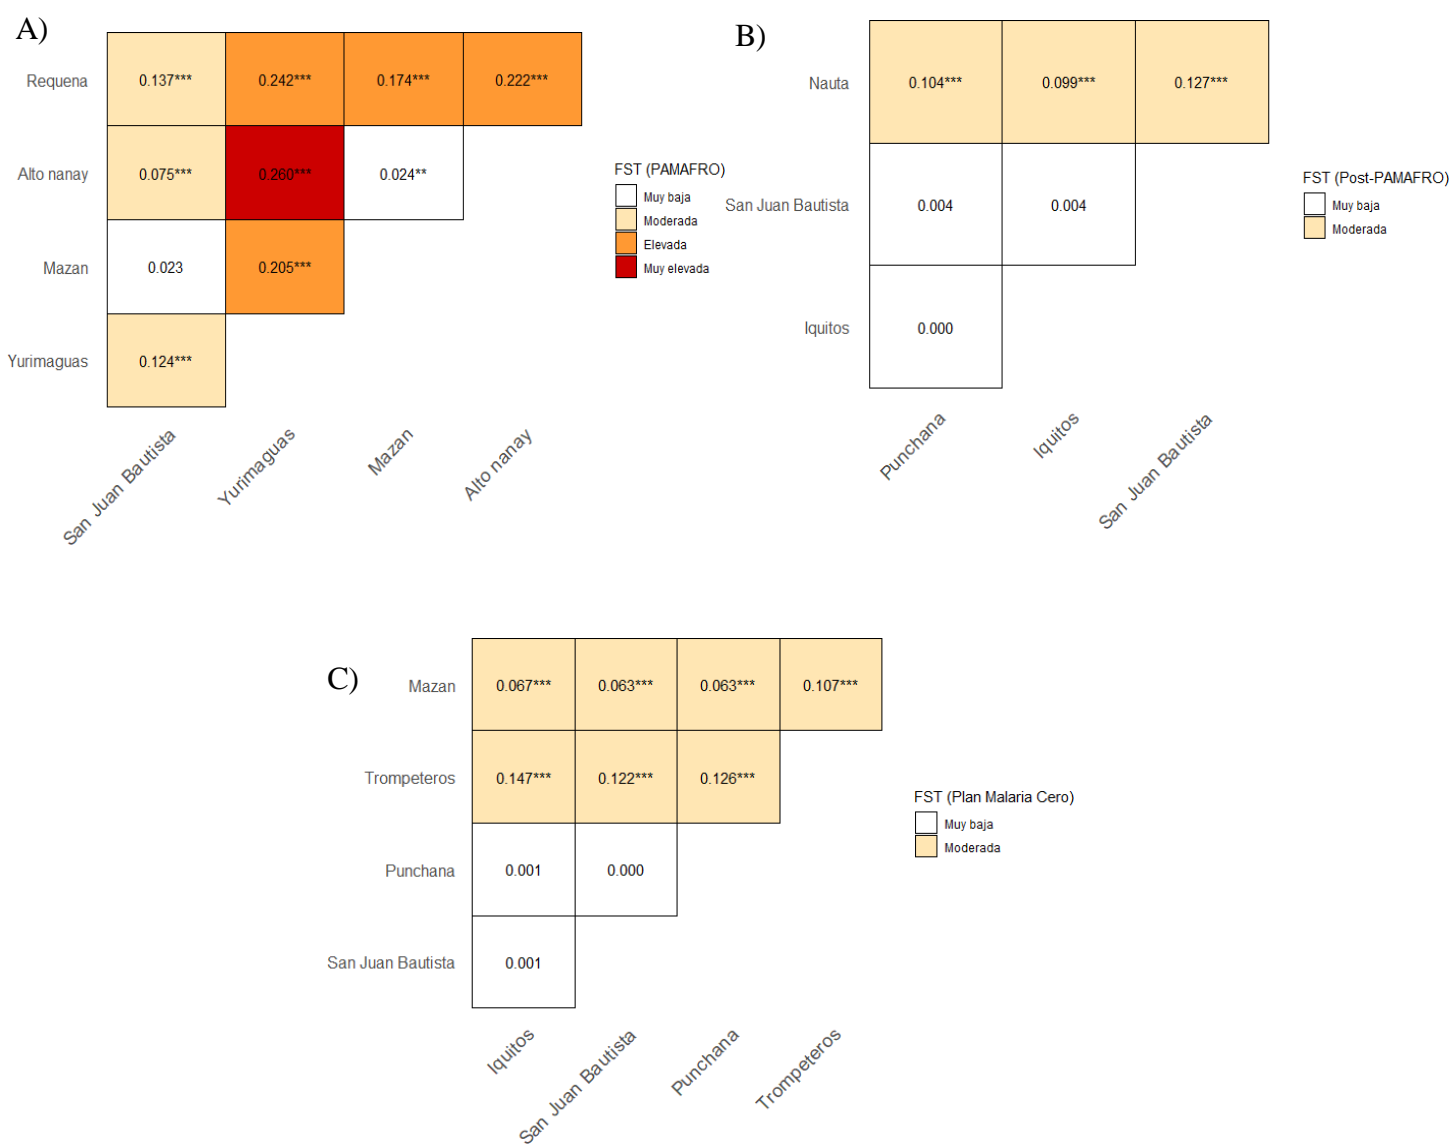 A)
Requena 0.137*** 0.242*** 0.174*** 0.222***
Alto nanay 0.075*** 0.260*** 0.024**
Mazan 0.023 0.205***
Yurimaguas 0.124***
San Juan Bautista Yurimaguas Mazan Alto nanay
FST (PAMAFRO)
Muy baja
Moderada
Elevada
Muy elevada
B)
Nauta 0.104*** 0.099*** 0.127***
San Juan Bautista 0.004 0.004
Iquitos 0.000
Punchana Iquitos San Juan Bautista
FST (Post-PAMAFRO)
Muy baja
Moderada
C)
Mazan 0.067*** 0.063*** 0.063*** 0.107***
Trompeteros 0.147*** 0.122*** 0.126***
Punchana 0.001 0.000
San Juan Bautista 0.001
Iquitos San Juan Bautista Punchana Trompeteros
FST (Plan Malaria Cero)
Muy baja
Moderada